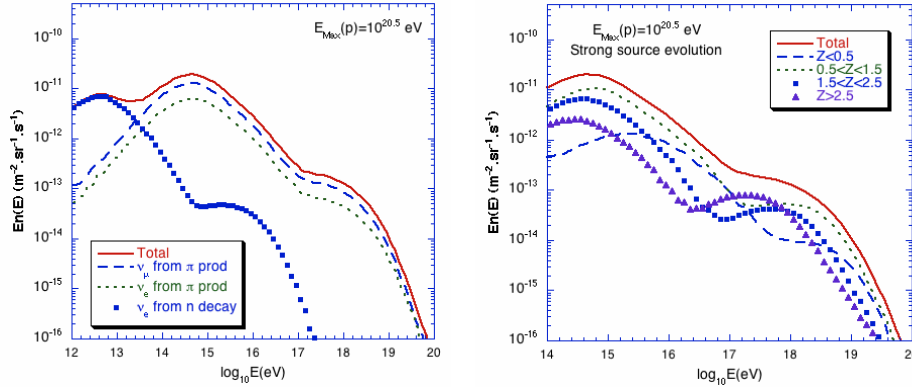 E_Max(p)=10^20.5 eV
En(E) (m^-2.sr^-1.s^-1)
10^-10
10^-11
10^-12
10^-13
10^-14
10^-15
10^-16
Total
ν_μ from π prod
ν_e from π prod
ν_e from n decay
12 13 14 15 16 17 18 19 20
log_10E(eV)
E_Max(p)=10^20.5 eV
Strong source evolution
En(E) (m^-2.sr^-1.s^-1)
10^-10
10^-11
10^-12
10^-13
10^-14
10^-15
10^-16
Total
Z<0.5
0.5<Z<1.5
1.5<Z<2.5
Z>2.5
14 15 16 17 18 19 20
log_10E(eV)